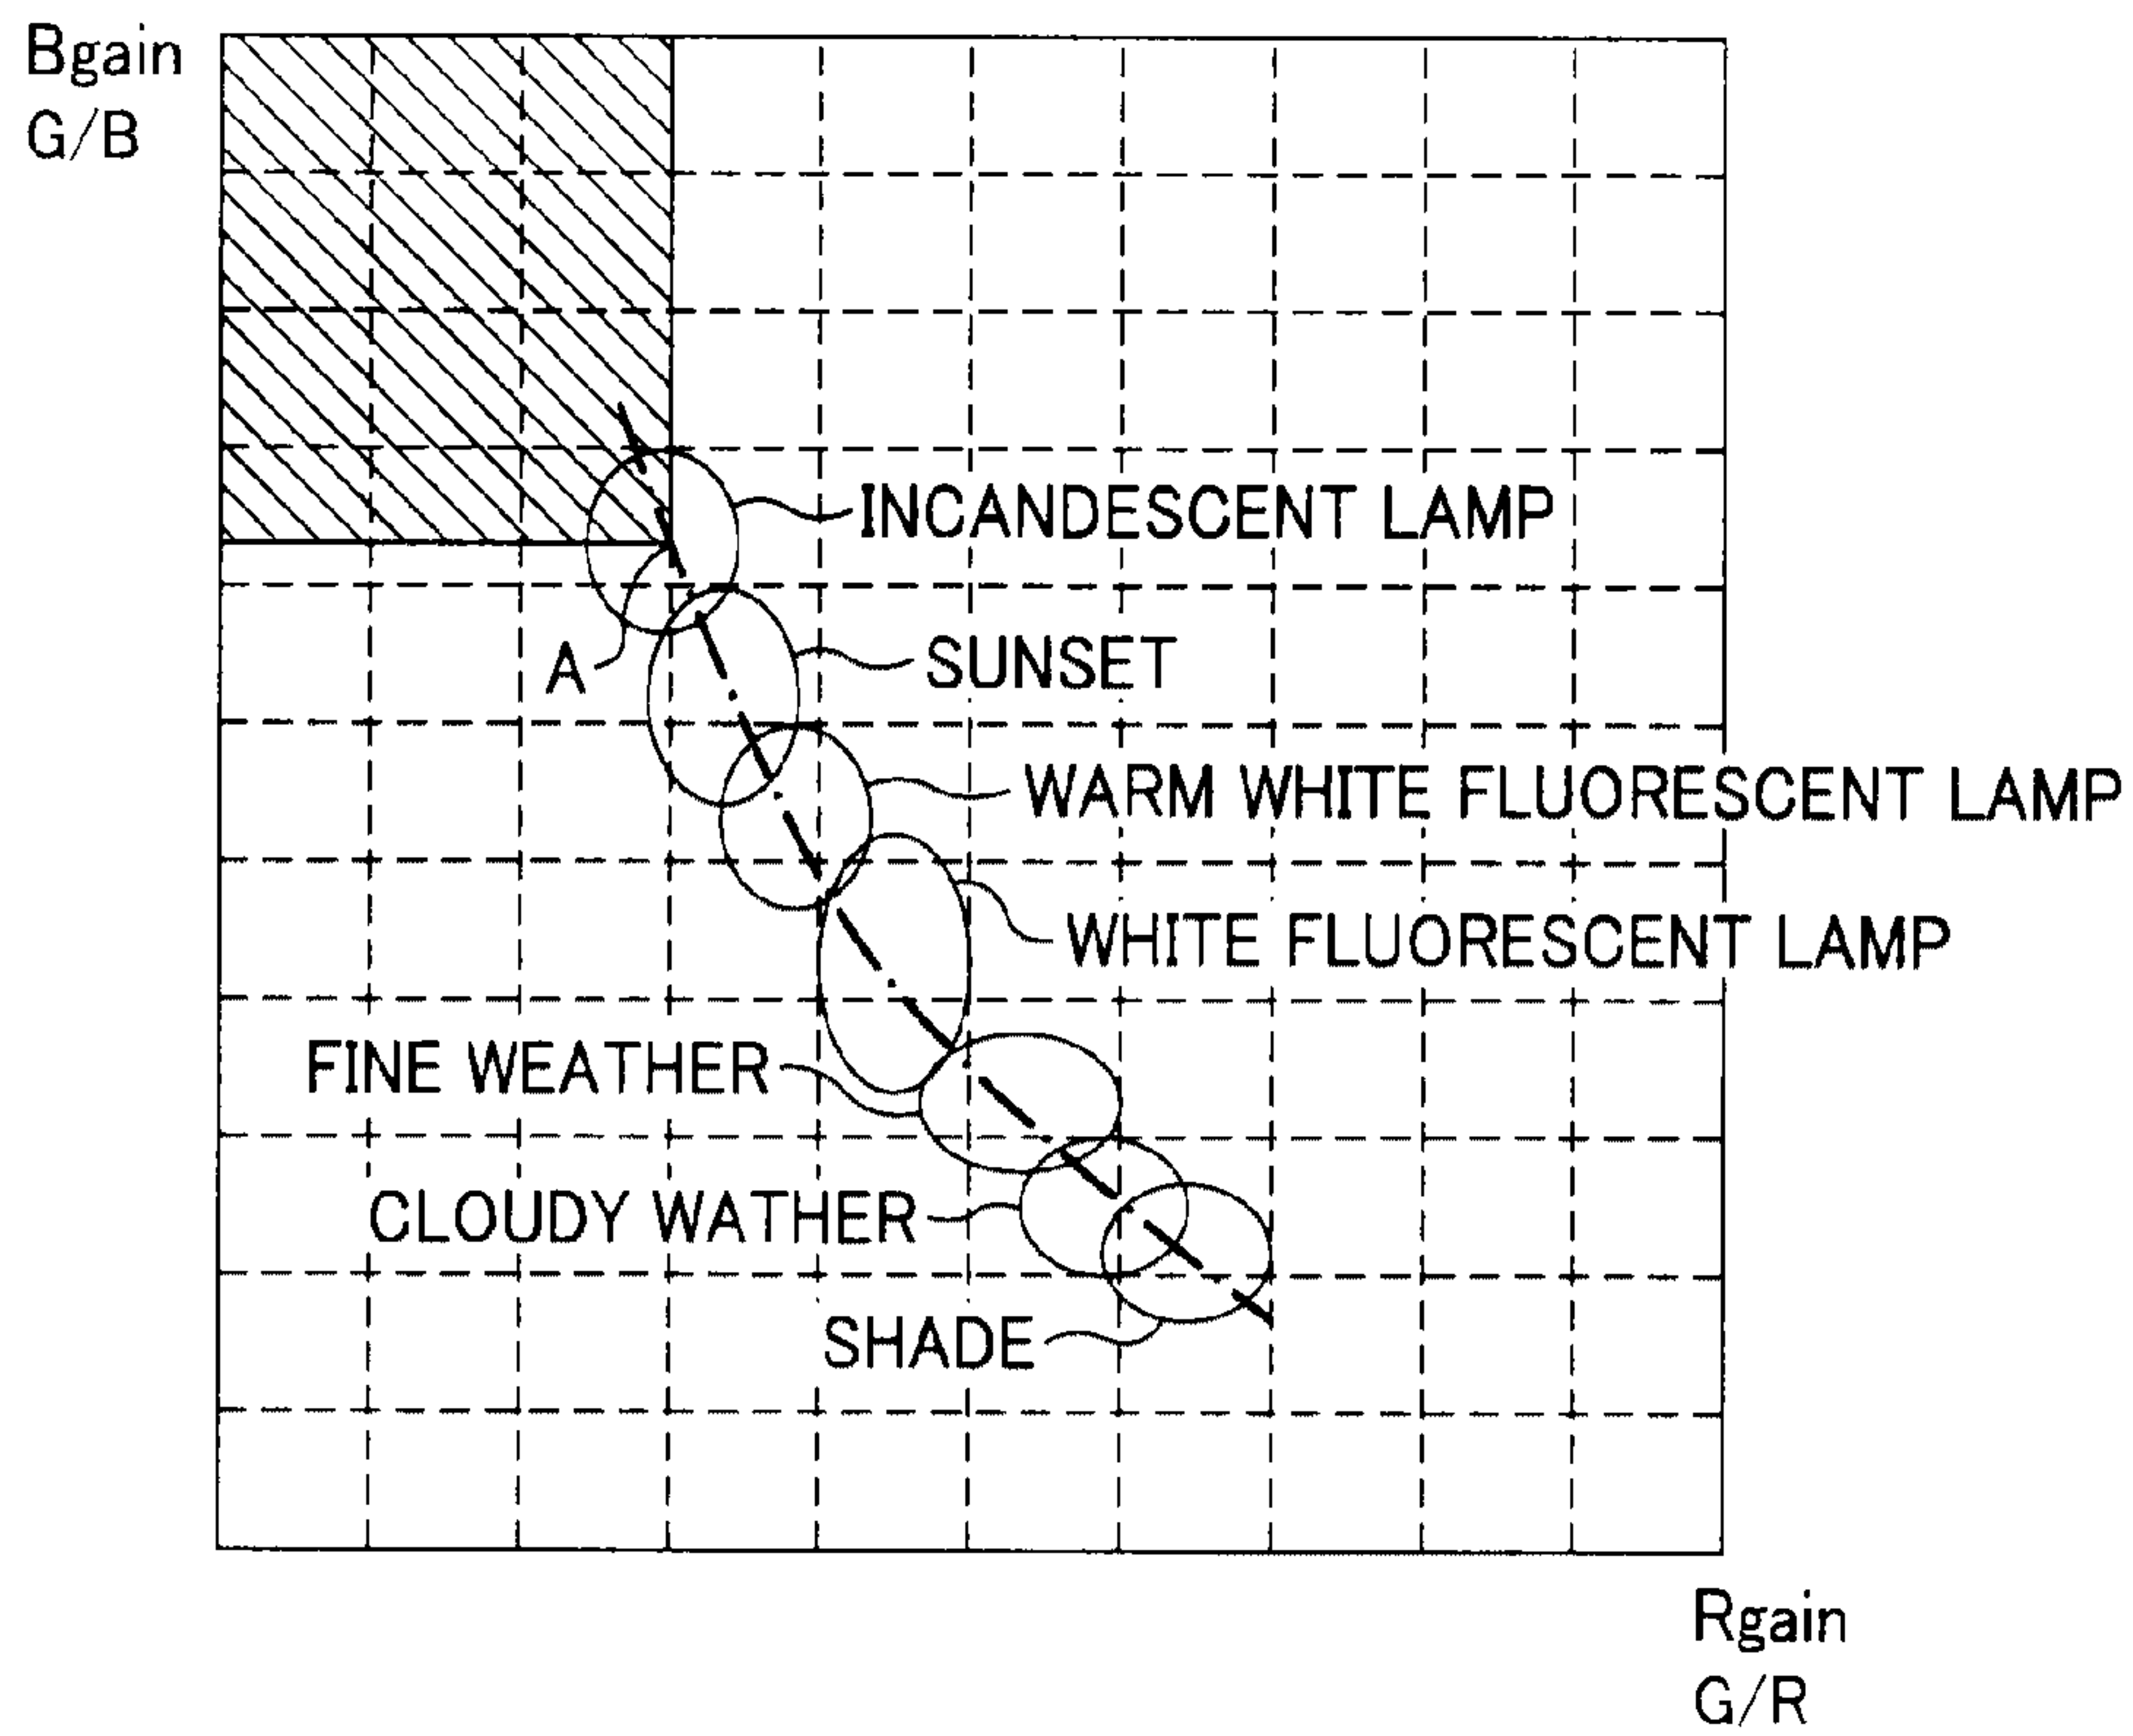 Bgain
G/B
INCANDESCENT LAMP
A
SUNSET
WARM WHITE FLUORESCENT LAMP
WHITE FLUORESCENT LAMP
FINE WEATHER
CLOUDY WATHER
SHADE
Rgain
G/R